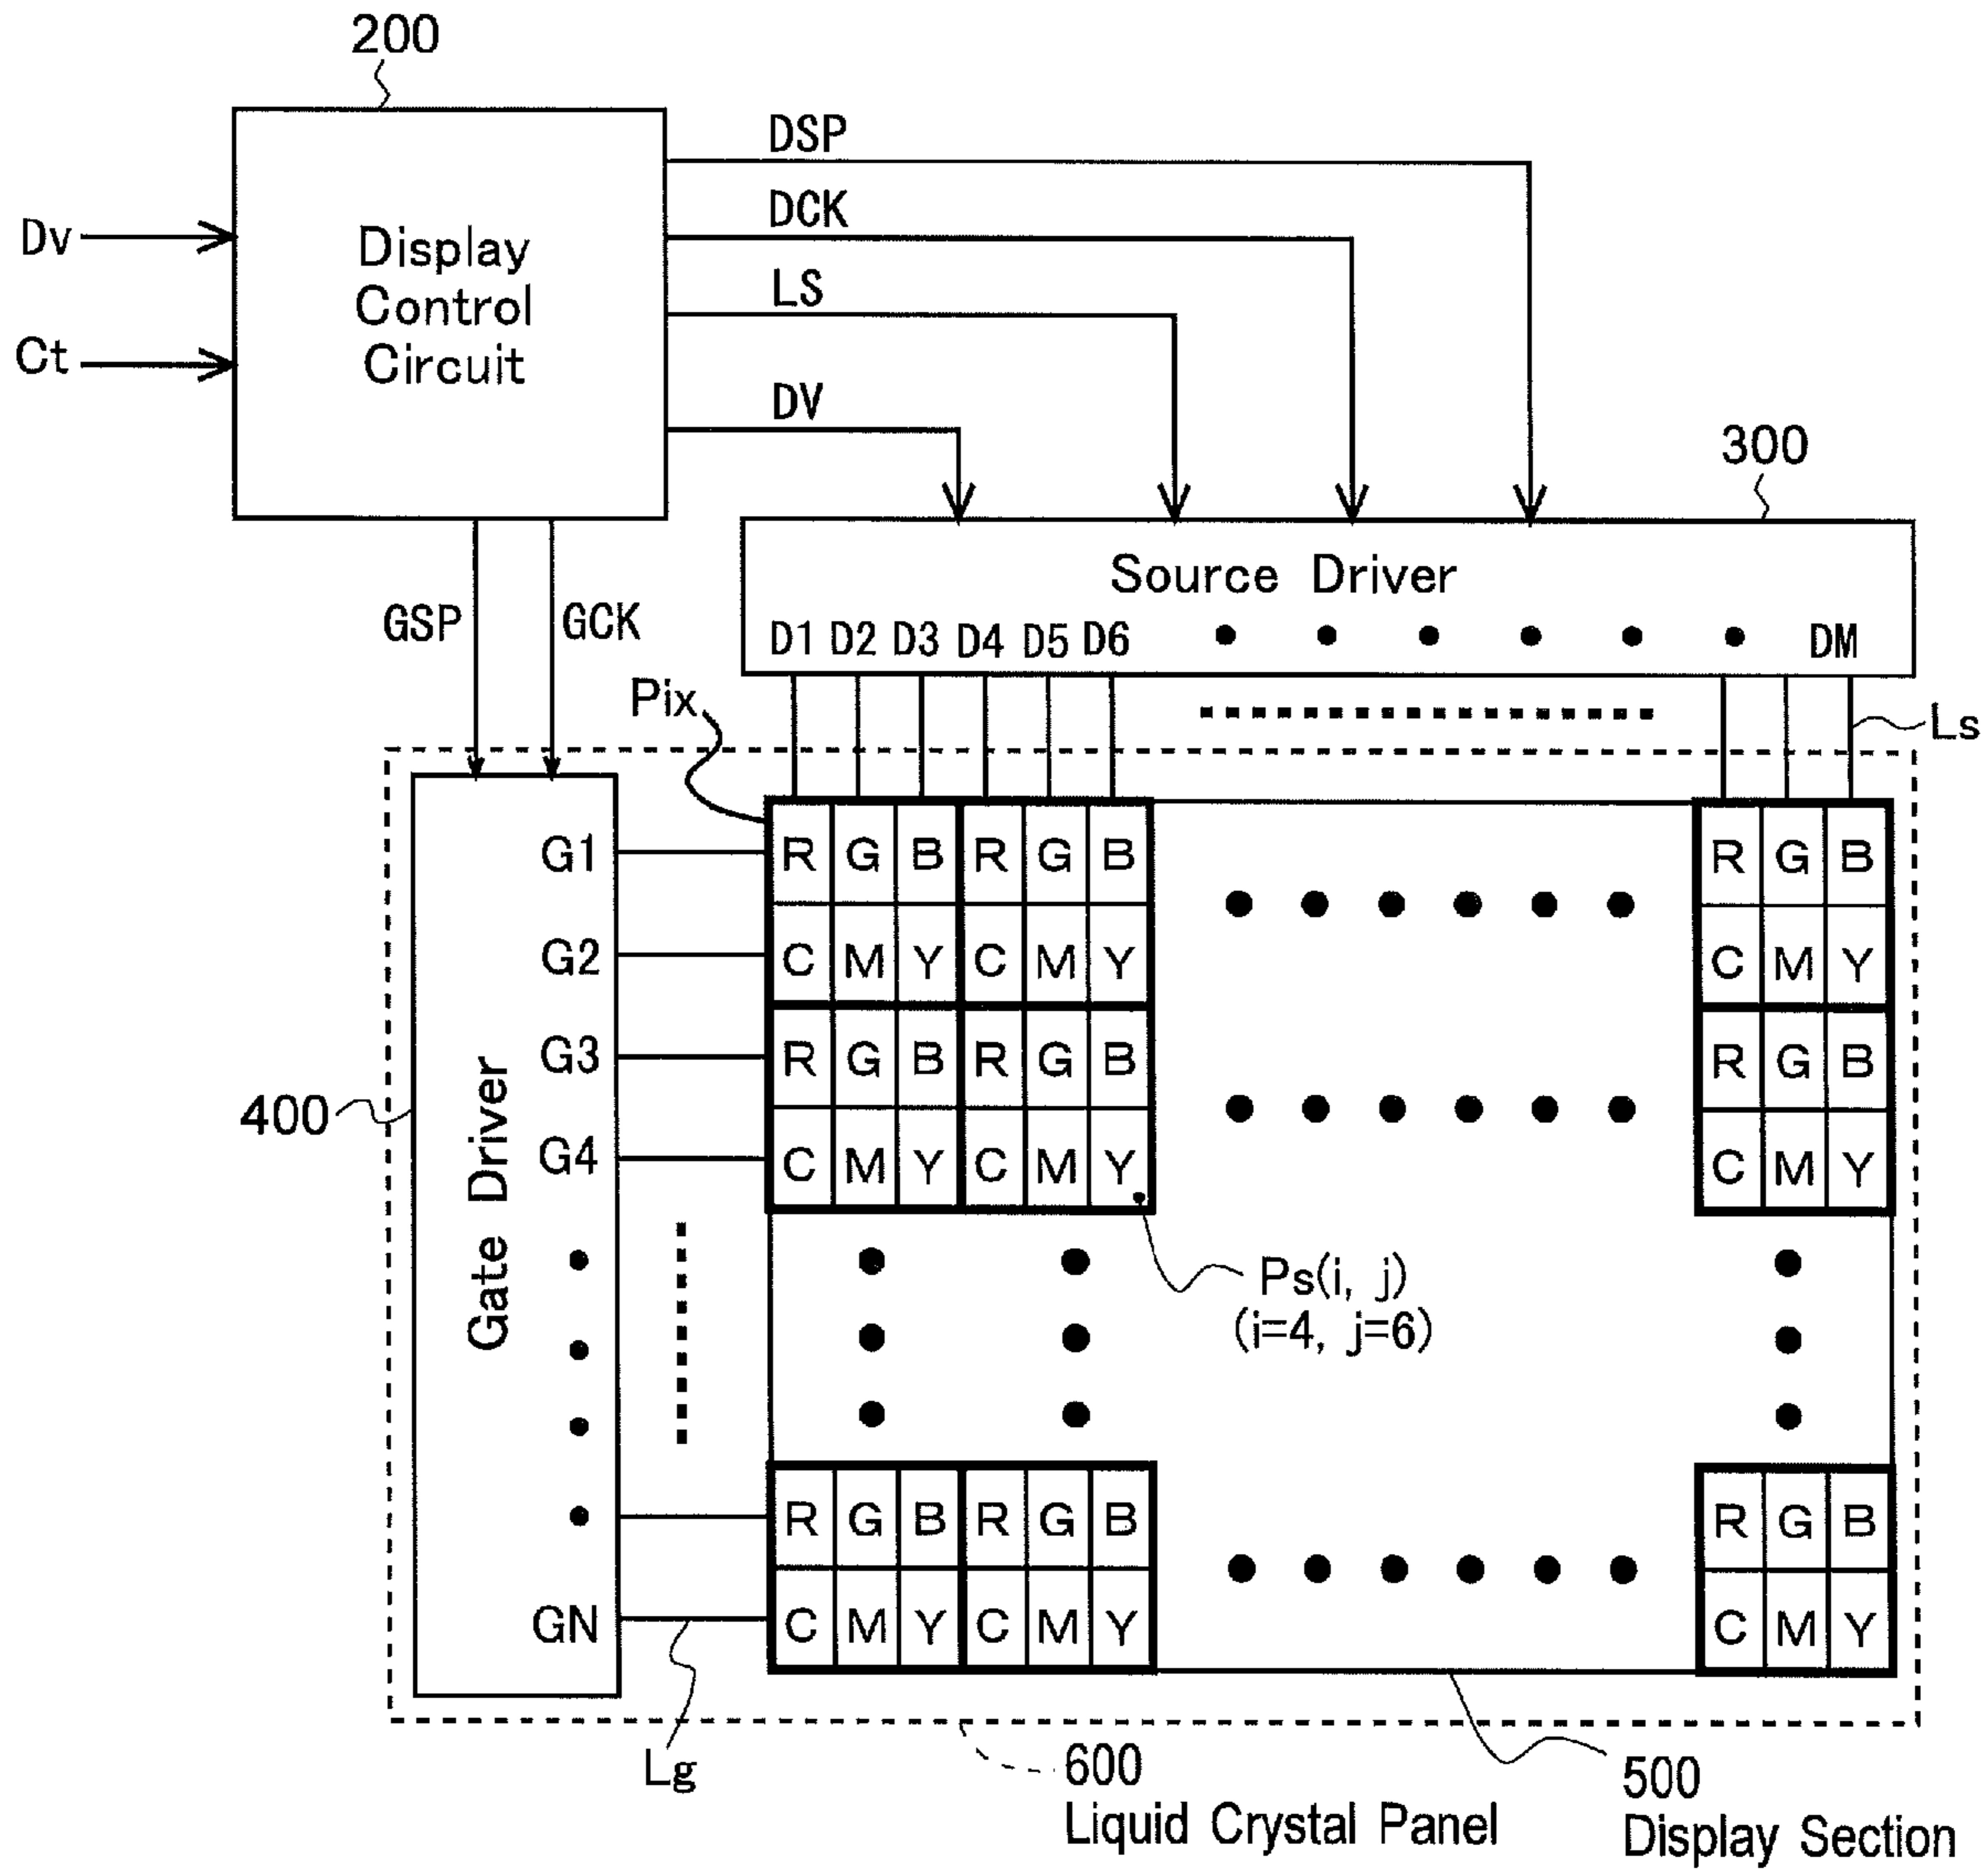 200
DSP
DCK
LS
DV
Dv
Ct
Display
Control
Circuit
300
Source Driver
D1 D2 D3 D4 D5 D6 DM
GSP GCK
Pix
Ls
G1 R G B R G B R G B
G2 C M Y C M Y C M Y
G3 R G B R G B R G B
400
Gate Driver
G4 C M Y C M Y C M Y
Ps(i, j)
(i=4, j=6)
R G B R G B R G B
GN C M Y C M Y C M Y
Lg
600
Liquid Crystal Panel
500
Display Section